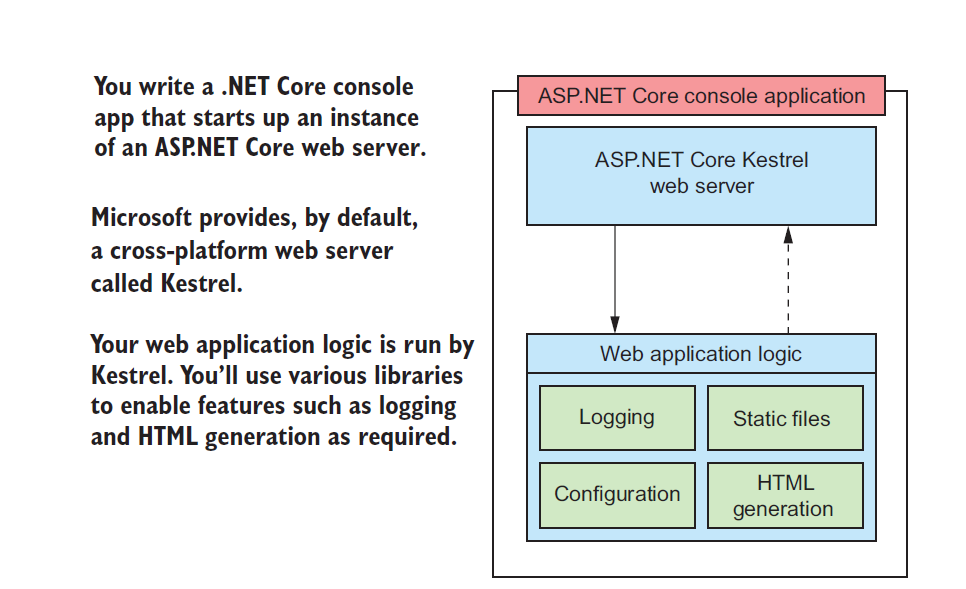 You write a .NET Core console
app that starts up an instance
of an ASP.NET Core web server.
Microsoft provides, by default,
a cross-platform web server
called Kestrel.
Your web application logic is run by
Kestrel. You’ll use various libraries
to enable features such as logging
and HTML generation as required.
ASP.NET Core console application
ASP.NET Core Kestrel
web server
Web application logic
Logging
Static files
Configuration
HTML
generation